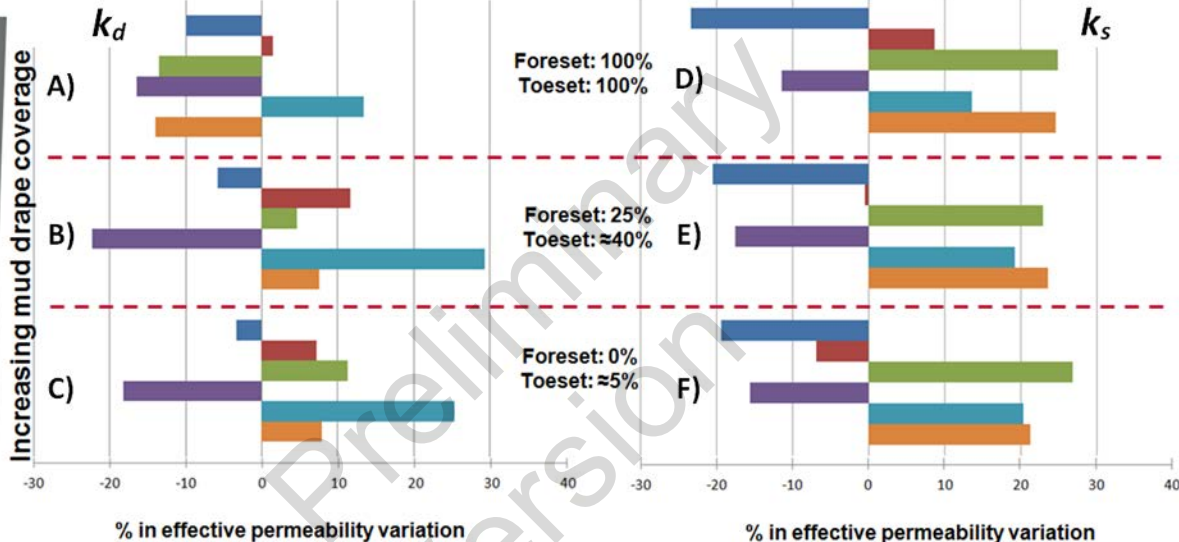 k_d
k_s
Increasing mud drape coverage
A)
Foreset: 100%
Toeset: 100%
D)
B)
Foreset: 25%
Toeset: ≈40%
E)
C)
Foreset: 0%
Toeset: ≈5%
F)
-30 -20 -10 0 10 20 30 40
-30 -20 -10 0 10 20 30 40
% in effective permeability variation
% in effective permeability variation
Preliminary
version